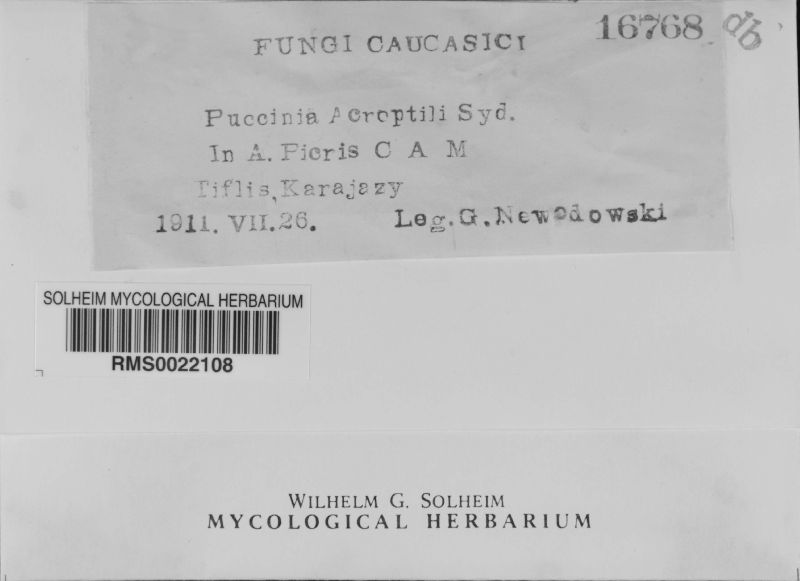 FUNGI CAUCASICI
16768 db
Puccinia Acroptili Syd.
In A. Picris C A M
Tiflis, Karajazy
1911. VII. 26. Leg. G. Newodowski
SOLHEIM MYCOLOGICAL HERBARIUM
RMS0022108
WILHELM G. SOLHEIM
MYCOLOGICAL HERBARIUM